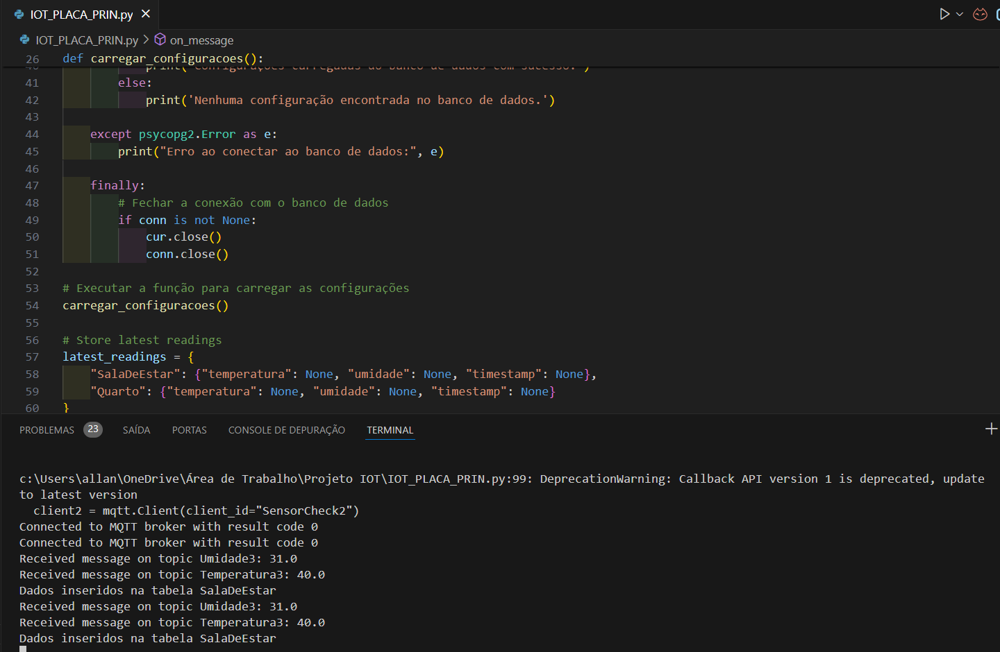 IOT_PLACA_PRIN.py
IOT_PLACA_PRIN.py > on_message
26 def carregar_configuracoes():
41 else:
42 print('Nenhuma configuração encontrada no banco de dados.')
43
44 except psycopg2.Error as e:
45 print("Erro ao conectar ao banco de dados:", e)
46
47 finally:
48 # Fechar a conexão com o banco de dados
49 if conn is not None:
50 cur.close()
51 conn.close()
52
53 # Executar a função para carregar as configurações
54 carregar_configuracoes()
55
56 # Store latest readings
57 latest_readings = {
58 "SalaDeEstar": {"temperatura": None, "umidade": None, "timestamp": None},
59 "Quarto": {"temperatura": None, "umidade": None, "timestamp": None}
60 }
PROBLEMAS 23 SAÍDA PORTAS CONSOLE DE DEPURAÇÃO TERMINAL
c:\Users\allan\OneDrive\Área de Trabalho\Projeto IOT\IOT_PLACA_PRIN.py:99: DeprecationWarning: Callback API version 1 is deprecated, update
to latest version
client2 = mqtt.Client(client_id="SensorCheck2")
Connected to MQTT broker with result code 0
Connected to MQTT broker with result code 0
Received message on topic Umidade3: 31.0
Received message on topic Temperatura3: 40.0
Dados inseridos na tabela SalaDeEstar
Received message on topic Umidade3: 31.0
Received message on topic Temperatura3: 40.0
Dados inseridos na tabela SalaDeEstar